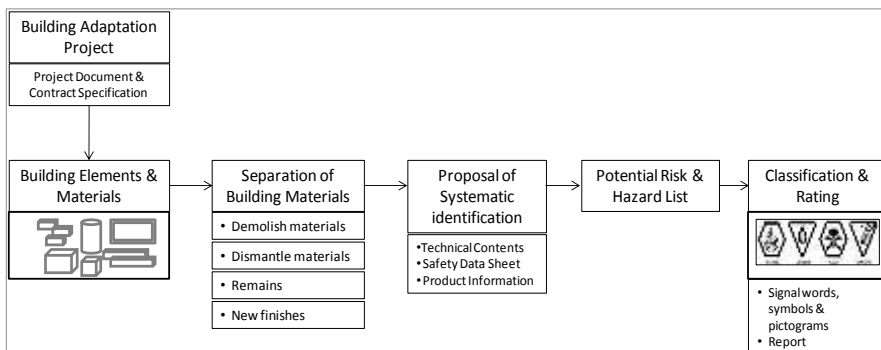 Building Adaptation
Project
Project Document &
Contract Specification
Building Elements &
Materials
Separation of
Building Materials
• Demolish materials
• Dismantle materials
• Remains
• New finishes
Proposal of
Systematic
identification
•Technical Contents
•Safety Data Sheet
•Product Information
Potential Risk &
Hazard List
Classification &
Rating
• Signal words,
symbols &
pictograms
• Report